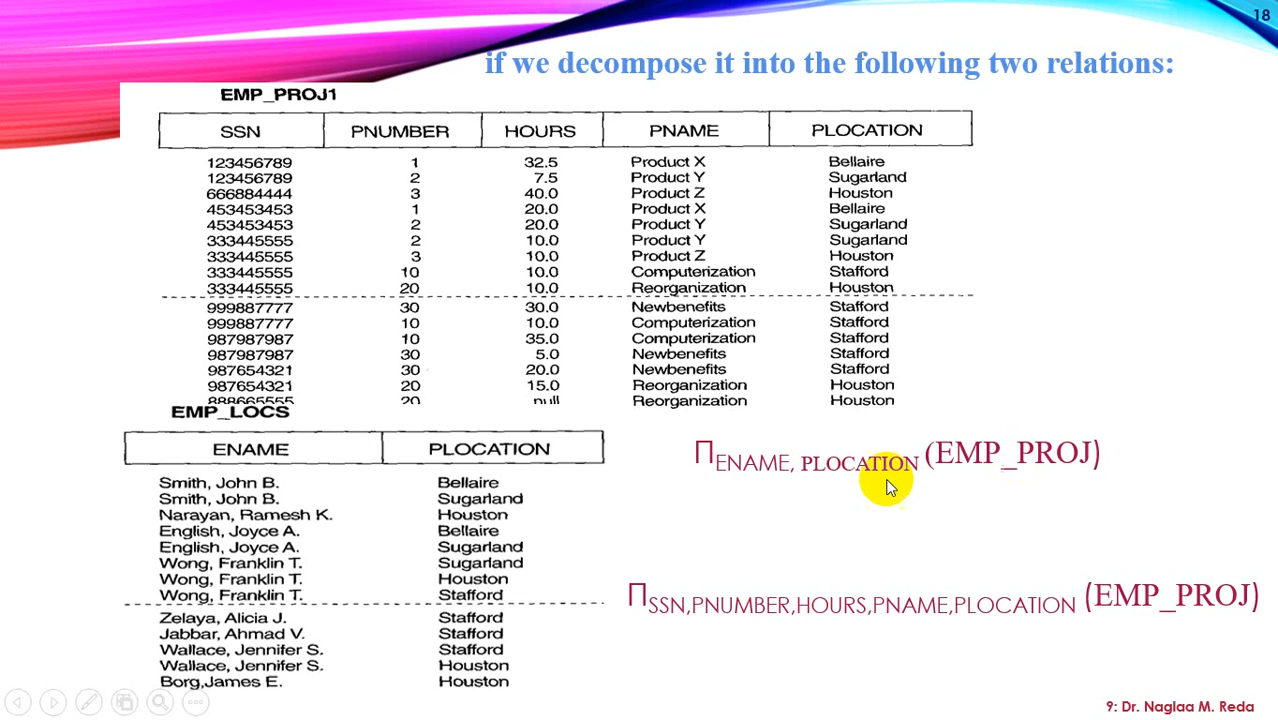 18
if we decompose it into the following two relations:
EMP_PROJ1
SSN PNUMBER HOURS PNAME PLOCATION
123456789 1 32.5 Product X Bellaire
123456789 2 7.5 Product Y Sugarland
666884444 3 40.0 Product Z Houston
453453453 1 20.0 Product X Bellaire
453453453 2 20.0 Product Y Sugarland
333445555 2 10.0 Product Y Sugarland
333445555 3 10.0 Product Z Houston
333445555 10 10.0 Computerization Stafford
333445555 20 10.0 Reorganization Houston
999887777 30 30.0 Newbenefits Stafford
999887777 10 10.0 Computerization Stafford
987987987 10 35.0 Computerization Stafford
987987987 30 5.0 Newbenefits Stafford
987654321 30 20.0 Newbenefits Stafford
987654321 20 15.0 Reorganization Houston
888665555 20 null Reorganization Houston
EMP_LOCS
ENAME PLOCATION
Smith, John B. Bellaire
Smith, John B. Sugarland
Narayan, Ramesh K. Houston
English, Joyce A. Bellaire
English, Joyce A. Sugarland
Wong, Franklin T. Sugarland
Wong, Franklin T. Houston
Wong, Franklin T. Stafford
Zelaya, Alicia J. Stafford
Jabbar, Ahmad V. Stafford
Wallace, Jennifer S. Stafford
Wallace, Jennifer S. Houston
Borg,James E. Houston
Π ENAME, PLOCATION (EMP_PROJ)
Π SSN,PNUMBER,HOURS,PNAME,PLOCATION (EMP_PROJ)
9: Dr. Naglaa M. Reda